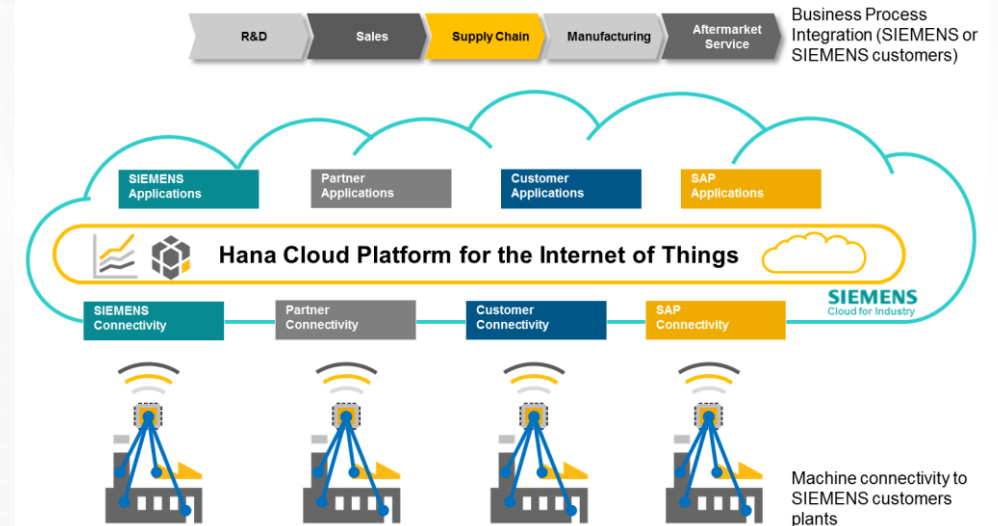 R&D
Sales
Supply Chain
Manufacturing
Aftermarket
Service
Business Process
Integration (SIEMENS or
SIEMENS customers)
SIEMENS
Applications
Partner
Applications
Customer
Applications
SAP
Applications
Hana Cloud Platform for the Internet of Things
SIEMENS
Cloud for Industry
SIEMENS
Connectivity
Partner
Connectivity
Customer
Connectivity
SAP
Connectivity
Machine connectivity to
SIEMENS customers
plants